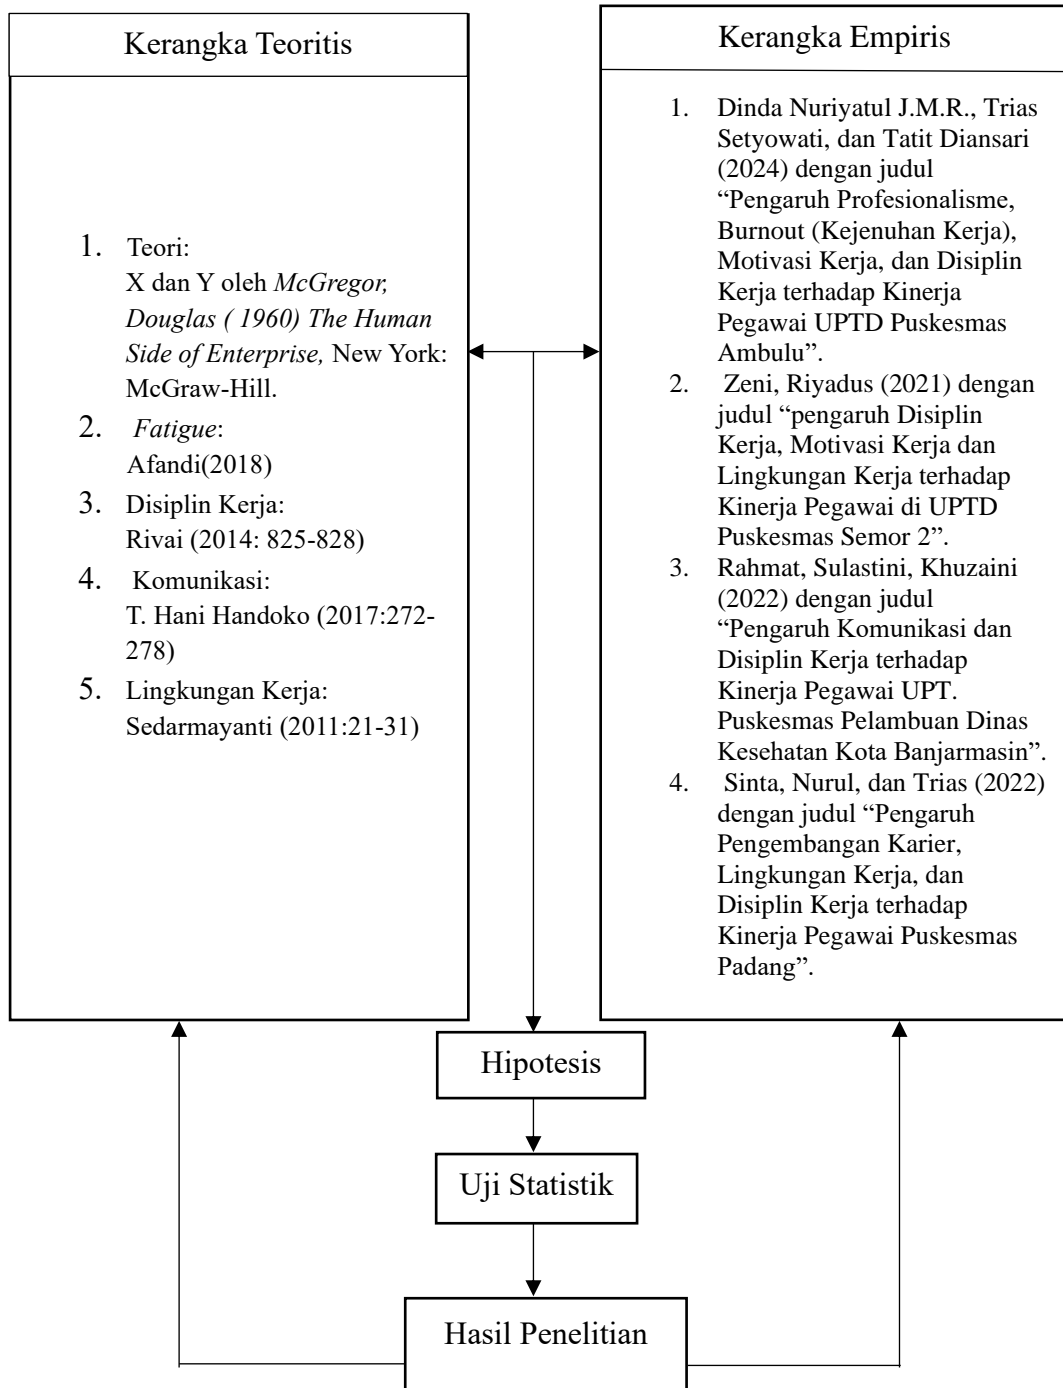 Kerangka Teoritis
1. Teori:
X dan Y oleh McGregor,
Douglas ( 1960) The Human
Side of Enterprise, New York:
McGraw-Hill.
2. Fatigue:
Afandi(2018)
3. Disiplin Kerja:
Rivai (2014: 825-828)
4. Komunikasi:
T. Hani Handoko (2017:272-
278)
5. Lingkungan Kerja:
Sedarmayanti (2011:21-31)
Kerangka Empiris
1. Dinda Nuriyatul J.M.R., Trias
Setyowati, dan Tatit Diansari
(2024) dengan judul
“Pengaruh Profesionalisme,
Burnout (Kejenuhan Kerja),
Motivasi Kerja, dan Disiplin
Kerja terhadap Kinerja
Pegawai UPTD Puskesmas
Ambulu”.
2. Zeni, Riyadus (2021) dengan
judul “pengaruh Disiplin
Kerja, Motivasi Kerja dan
Lingkungan Kerja terhadap
Kinerja Pegawai di UPTD
Puskesmas Semor 2”.
3. Rahmat, Sulastini, Khuzaini
(2022) dengan judul
“Pengaruh Komunikasi dan
Disiplin Kerja terhadap
Kinerja Pegawai UPT.
Puskesmas Pelambuan Dinas
Kesehatan Kota Banjarmasin”.
4. Sinta, Nurul, dan Trias (2022)
dengan judul “Pengaruh
Pengembangan Karier,
Lingkungan Kerja, dan
Disiplin Kerja terhadap
Kinerja Pegawai Puskesmas
Padang”.
Hipotesis
Uji Statistik
Hasil Penelitian